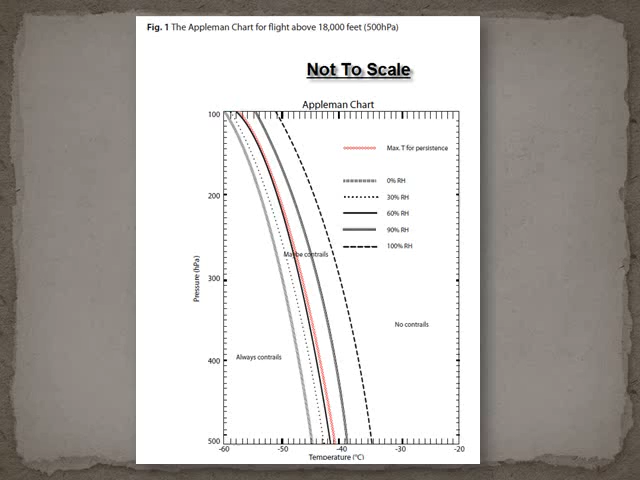 Fig. 1 The Appleman Chart for flight above 18,000 feet (500hPa)
Not To Scale
Appleman Chart
100
200
300
400
500
Pressure (hPa)
Max. T for persistence
0% RH
30% RH
60% RH
90% RH
100% RH
Maybe contrails
No contrails
Always contrails
-60
-50
-40
-30
-20
Temperature (°C)